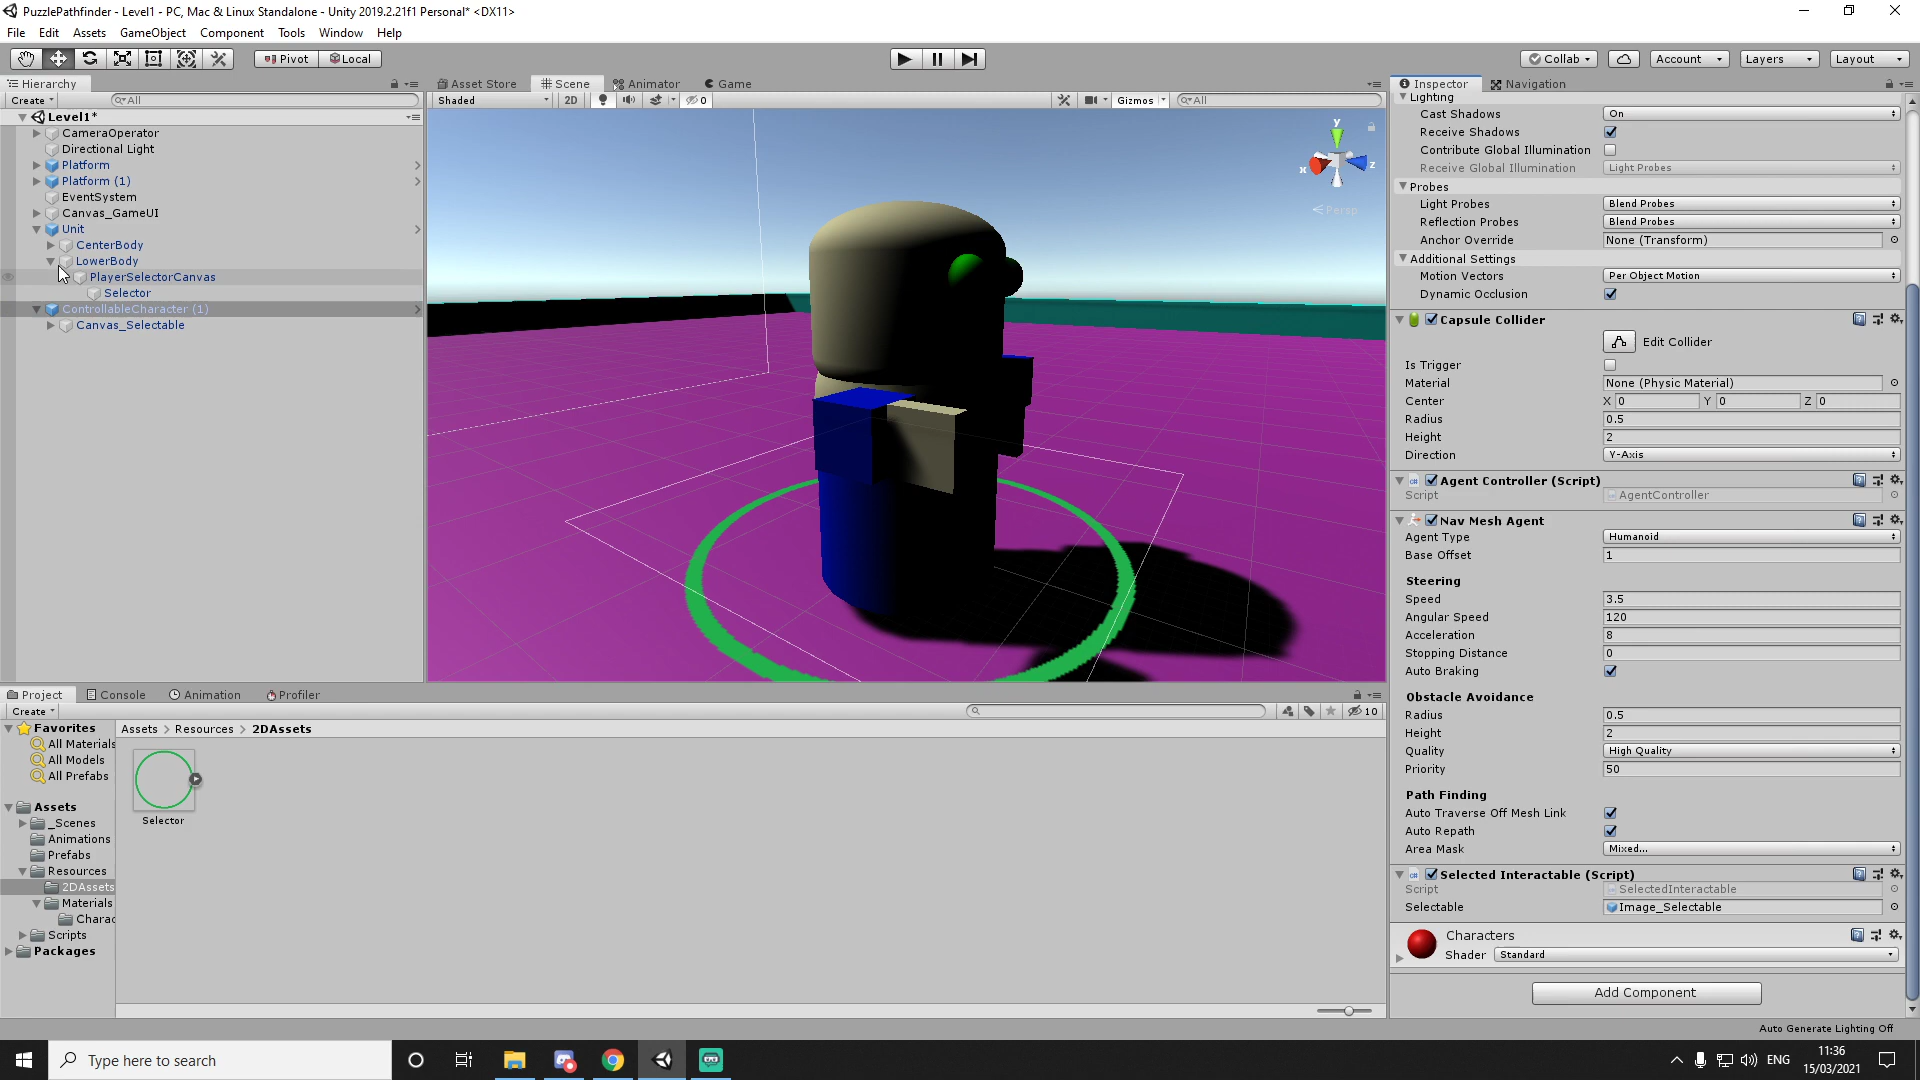 PuzzlePathfinder - Level1 - PC, Mac & Linux Standalone - Unity 2019.2.21f1 Personal* <DX11>
File Edit Assets GameObject Component Tools Window Help
Pivot Local Collab Account Layers Layout
Hierarchy Asset Store Scene Animator Game Inspector Navigation
Create All Shaded 2D 0 Gizmos All
Level1*
CameraOperator
Directional Light
Platform
Platform (1)
EventSystem
Canvas_GameUI
Unit
CenterBody
LowerBody
PlayerSelectorCanvas
Selector
ControllableCharacter (1)
Canvas_Selectable
y
x
z
Persp
Lighting
Cast Shadows On
Receive Shadows
Contribute Global Illumination
Receive Global Illumination Light Probes
Probes
Light Probes Blend Probes
Reflection Probes Blend Probes
Anchor Override None (Transform)
Additional Settings
Motion Vectors Per Object Motion
Dynamic Occlusion
Capsule Collider
Edit Collider
Is Trigger
Material None (Physic Material)
Center X 0 Y 0 Z 0
Radius 0.5
Height 2
Direction Y-Axis
Agent Controller (Script)
Script AgentController
Nav Mesh Agent
Agent Type Humanoid
Base Offset 1
Steering
Speed 3.5
Angular Speed 120
Acceleration 8
Stopping Distance 0
Auto Braking
Obstacle Avoidance
Radius 0.5
Height 2
Quality High Quality
Priority 50
Path Finding
Auto Traverse Off Mesh Link
Auto Repath
Area Mask Mixed...
Selected Interactable (Script)
Script SelectedInteractable
Selectable Image_Selectable
Characters
Shader Standard
Add Component
Project Console Animation Profiler
Create 10
Favorites
All Materials
All Models
All Prefabs
Assets
_Scenes
Animations
Prefabs
Resources
2DAssets
Materials
Charac
Scripts
Packages
Assets > Resources > 2DAssets
Selector
Auto Generate Lighting Off
Type here to search
ENG
11:36
15/03/2021